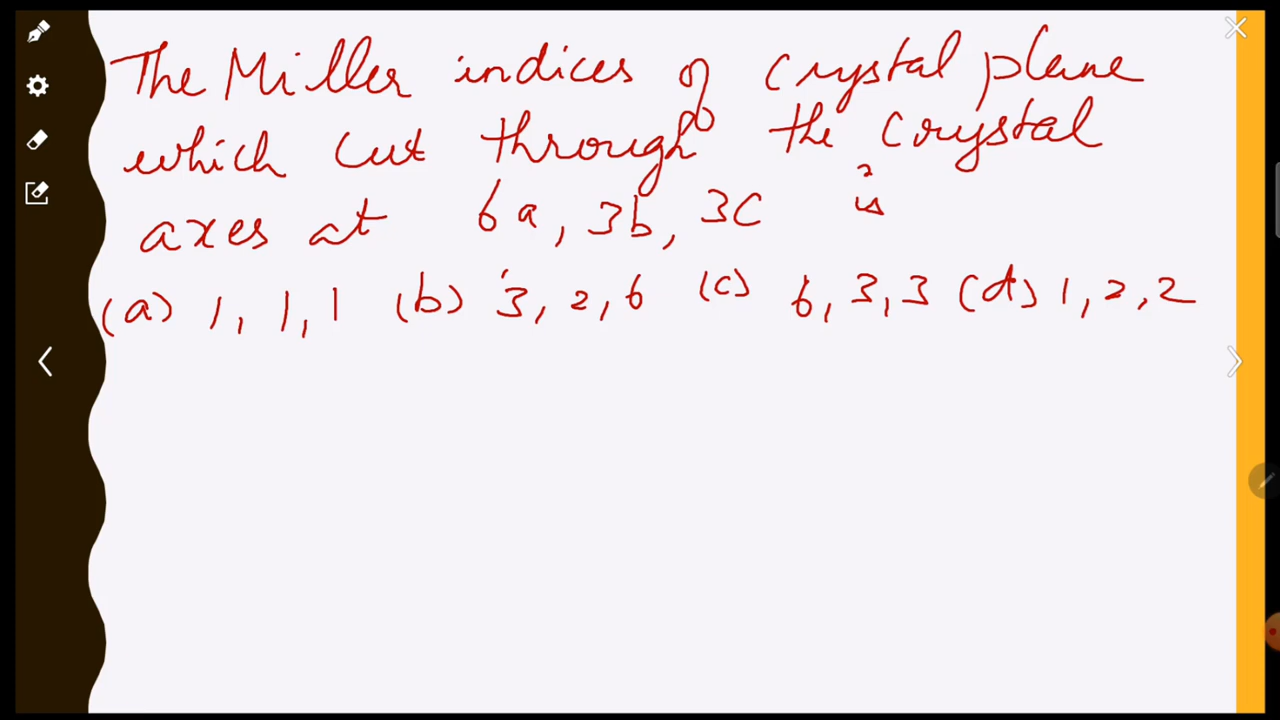 The Miller indices of crystal plane
which cut through the crystal
axes at 6a, 3b, 3c is
(a) 1, 1, 1 (b) 3, 2, 6 (c) 6, 3, 3 (d) 1, 2, 2